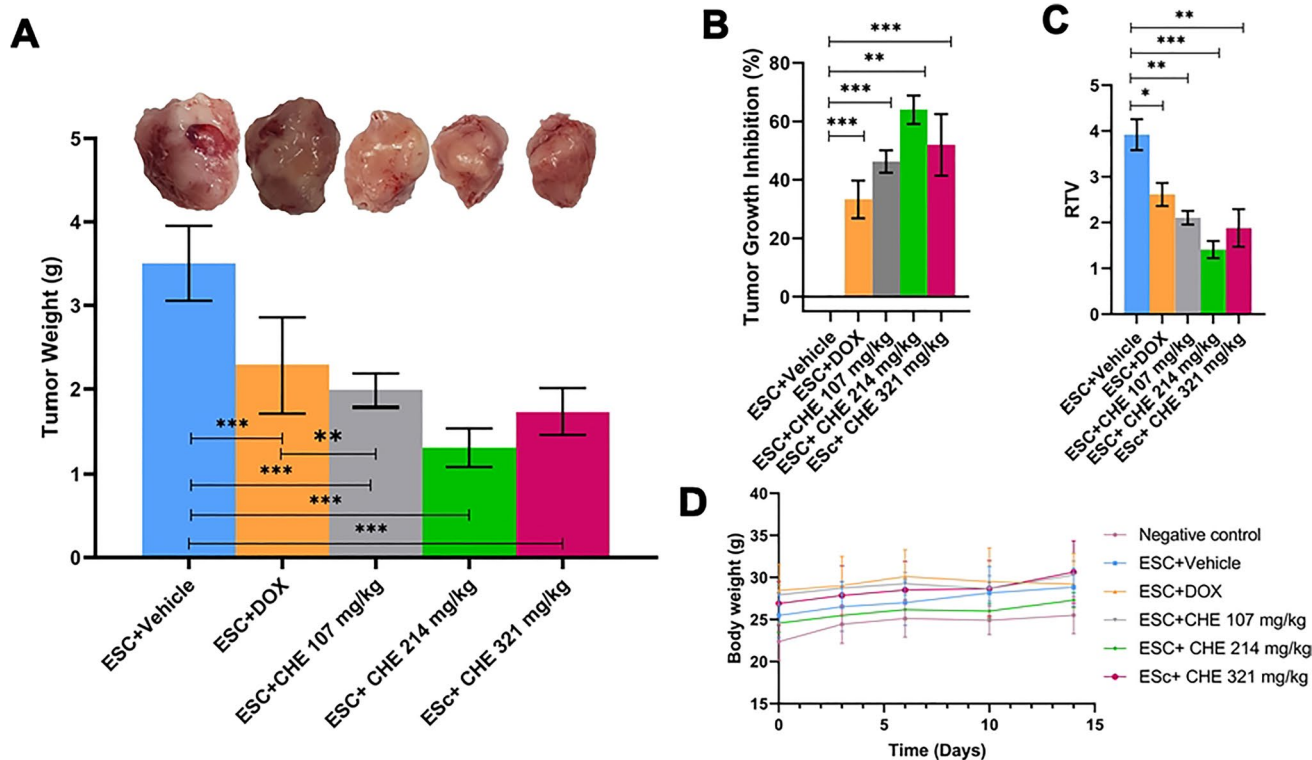 A
Tumor Weight (g)
5
4
3
2
1
0
***
**
***
***
***
ESC+Vehicle
ESC+DOX
ESC+CHE 107 mg/kg
ESC+ CHE 214 mg/kg
ESc+ CHE 321 mg/kg
B
Tumor Growth Inhibition (%)
80
60
40
20
0
***
**
***
***
ESC+Vehicle
ESC+DOX
ESC+CHE 107 mg/kg
ESC+ CHE 214 mg/kg
ESc+ CHE 321 mg/kg
C
RTV
5
4
3
2
1
0
**
***
**
*
ESC+Vehicle
ESC+DOX
ESC+CHE 107 mg/kg
ESC+ CHE 214 mg/kg
ESc+ CHE 321 mg/kg
D
Body weight (g)
40
35
30
25
20
15
0
5
10
15
Time (Days)
Negative control
ESC+Vehicle
ESC+DOX
ESC+CHE 107 mg/kg
ESC+ CHE 214 mg/kg
ESc+ CHE 321 mg/kg